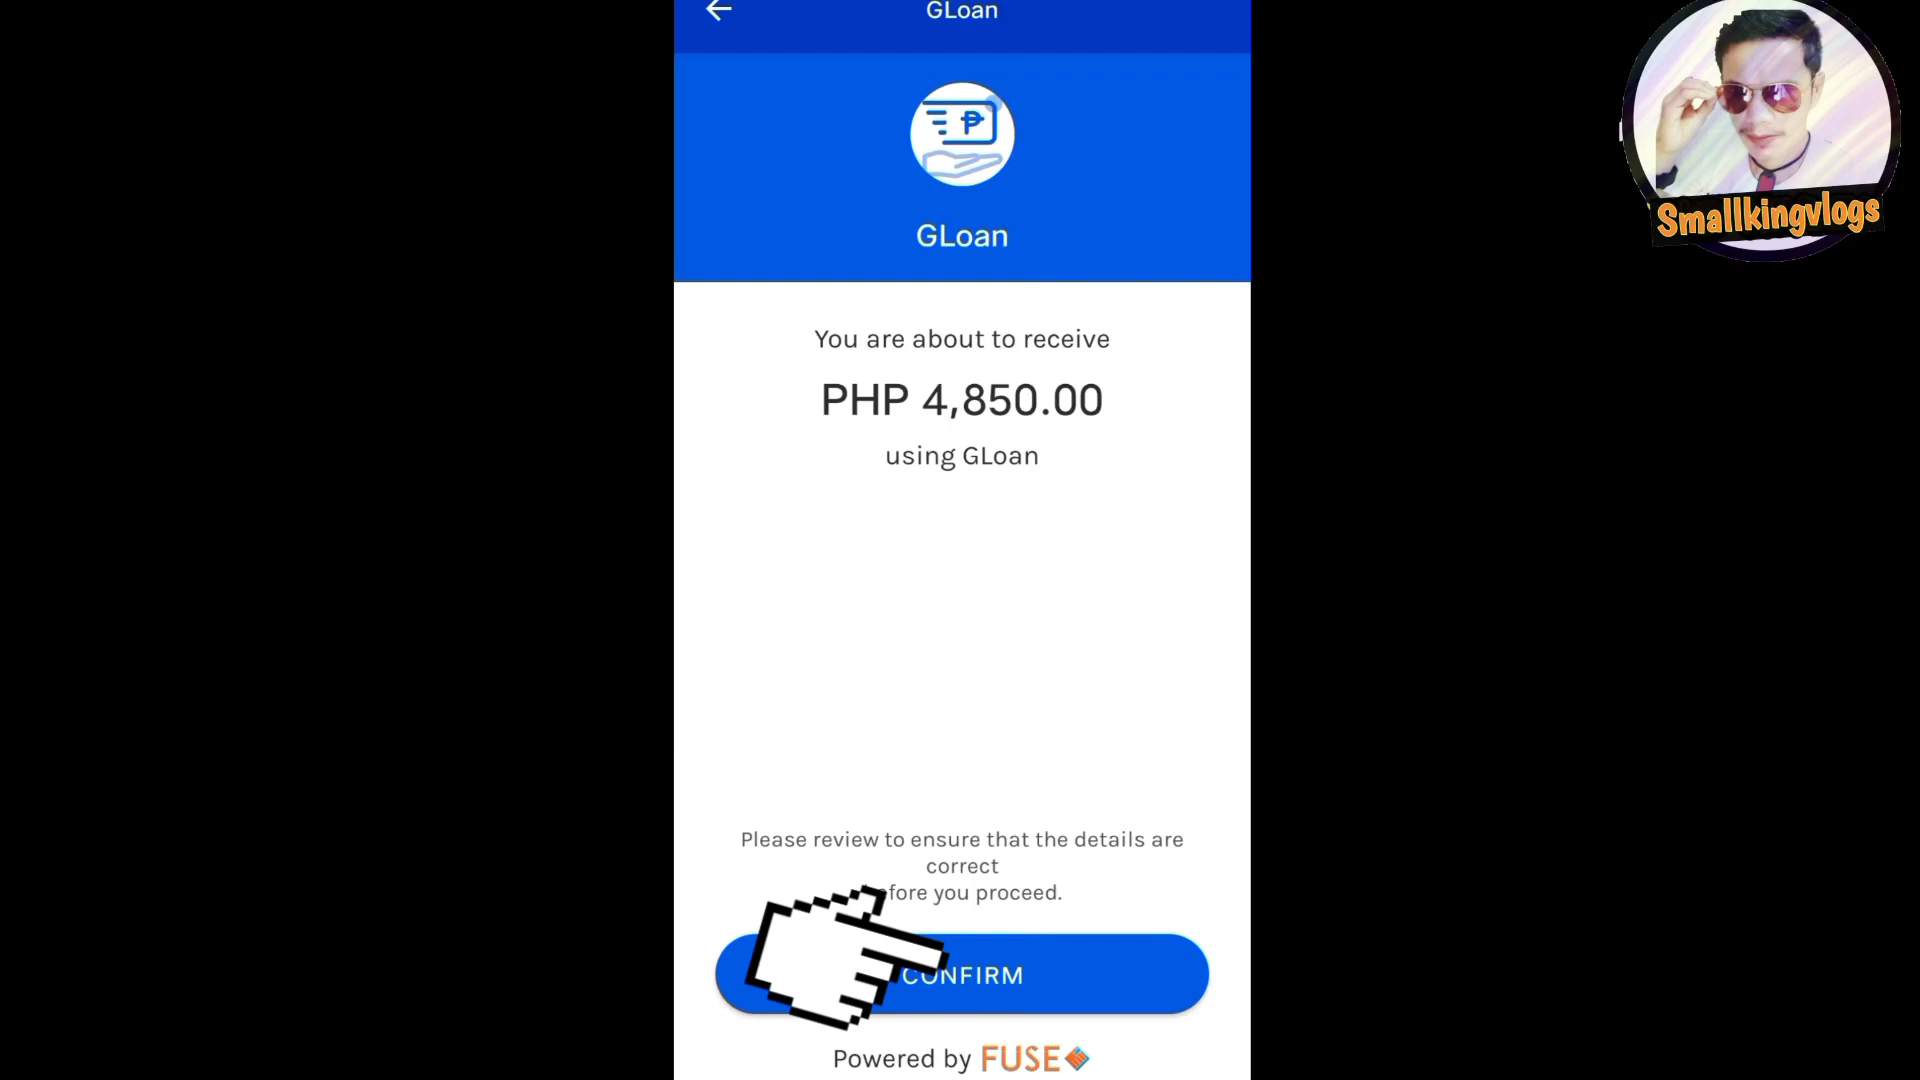 GLoan
GLoan
You are about to receive
PHP 4,850.00
using GLoan
Please review to ensure that the details are
correct
fore you proceed.
CONFIRM
Powered by FUSE
Smallkingvlogs